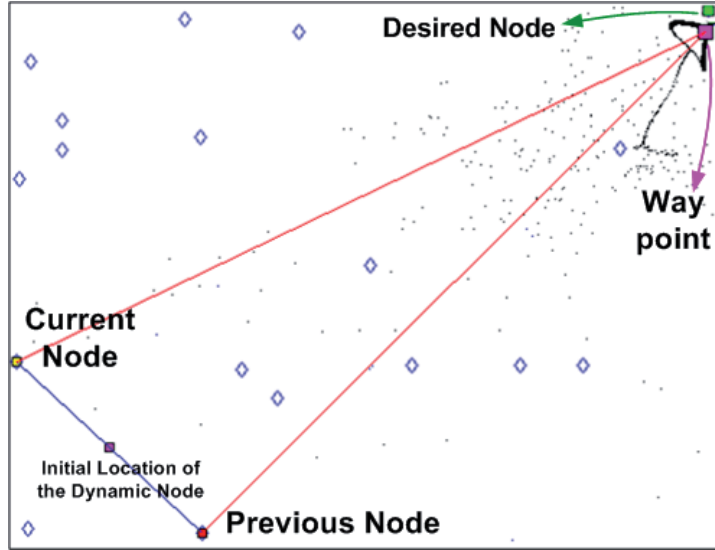 Desired Node
Way
point
Current
Node
Initial Location of
the Dynamic Node
Previous Node